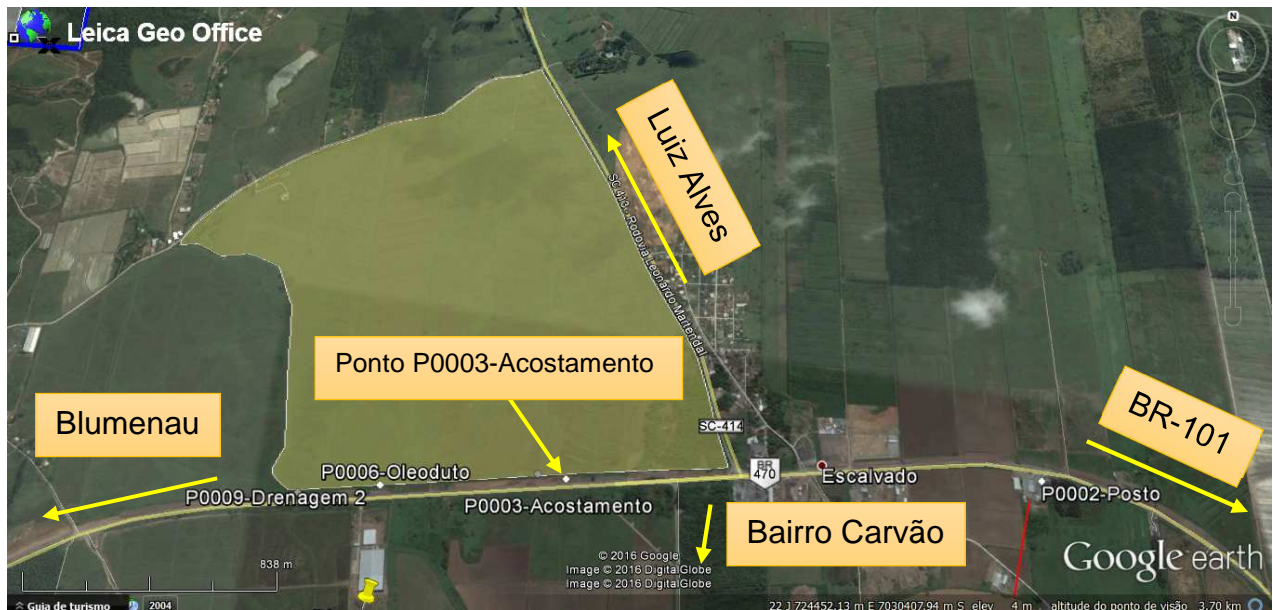 Leica Geo Office
N
Luiz Alves
SC 413 - Rodovia Leonardo Martendal
Ponto P0003-Acostamento
Blumenau
BR-101
SC-414
BR
470
P0006-Oleoduto
Escalvado
P0009-Drenagem 2
P0003-Acostamento
P0002-Posto
Bairro Carvão
© 2016 Google
Image © 2016 DigitalGlobe
Image © 2016 DigitalGlobe
Google earth
838 m
Guia de turismo
2004
22 J 724452.13 m E 7030407.94 m S elev 4 m altitude do ponto de visão 3.70 km